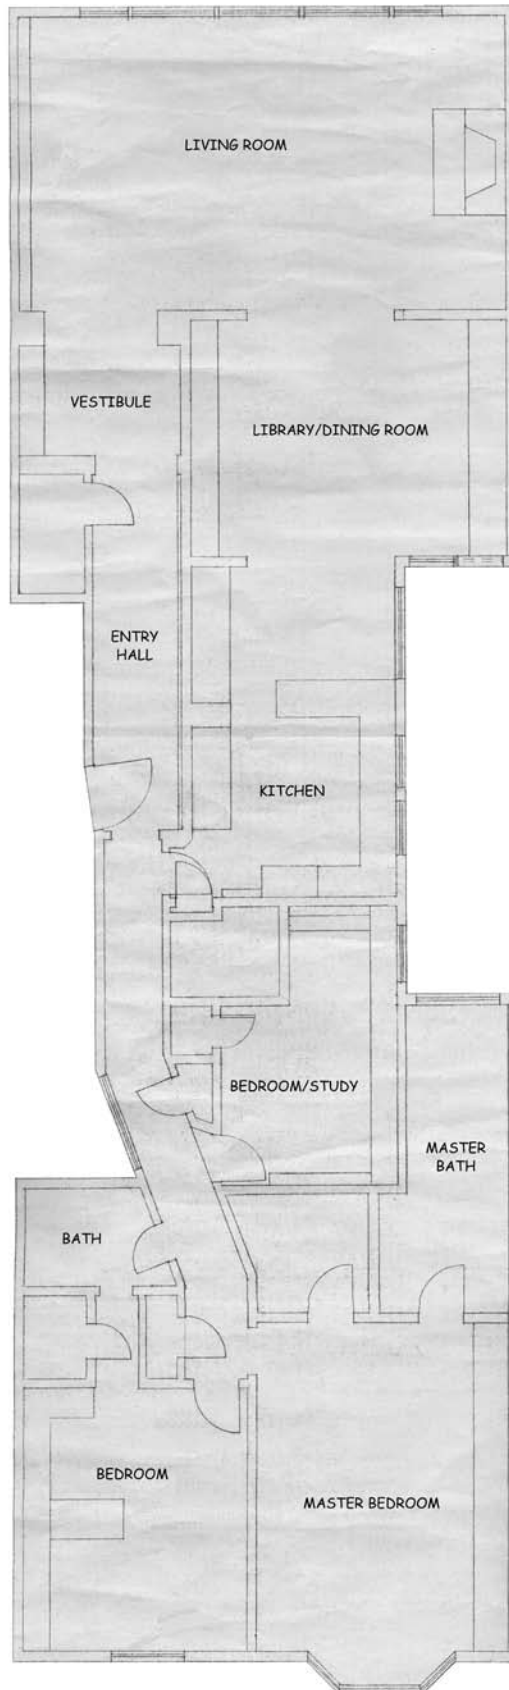 LIVING ROOM
VESTIBULE
LIBRARY/DINING ROOM
ENTRY
HALL
KITCHEN
BEDROOM/STUDY
MASTER
BATH
BATH
BEDROOM
MASTER BEDROOM